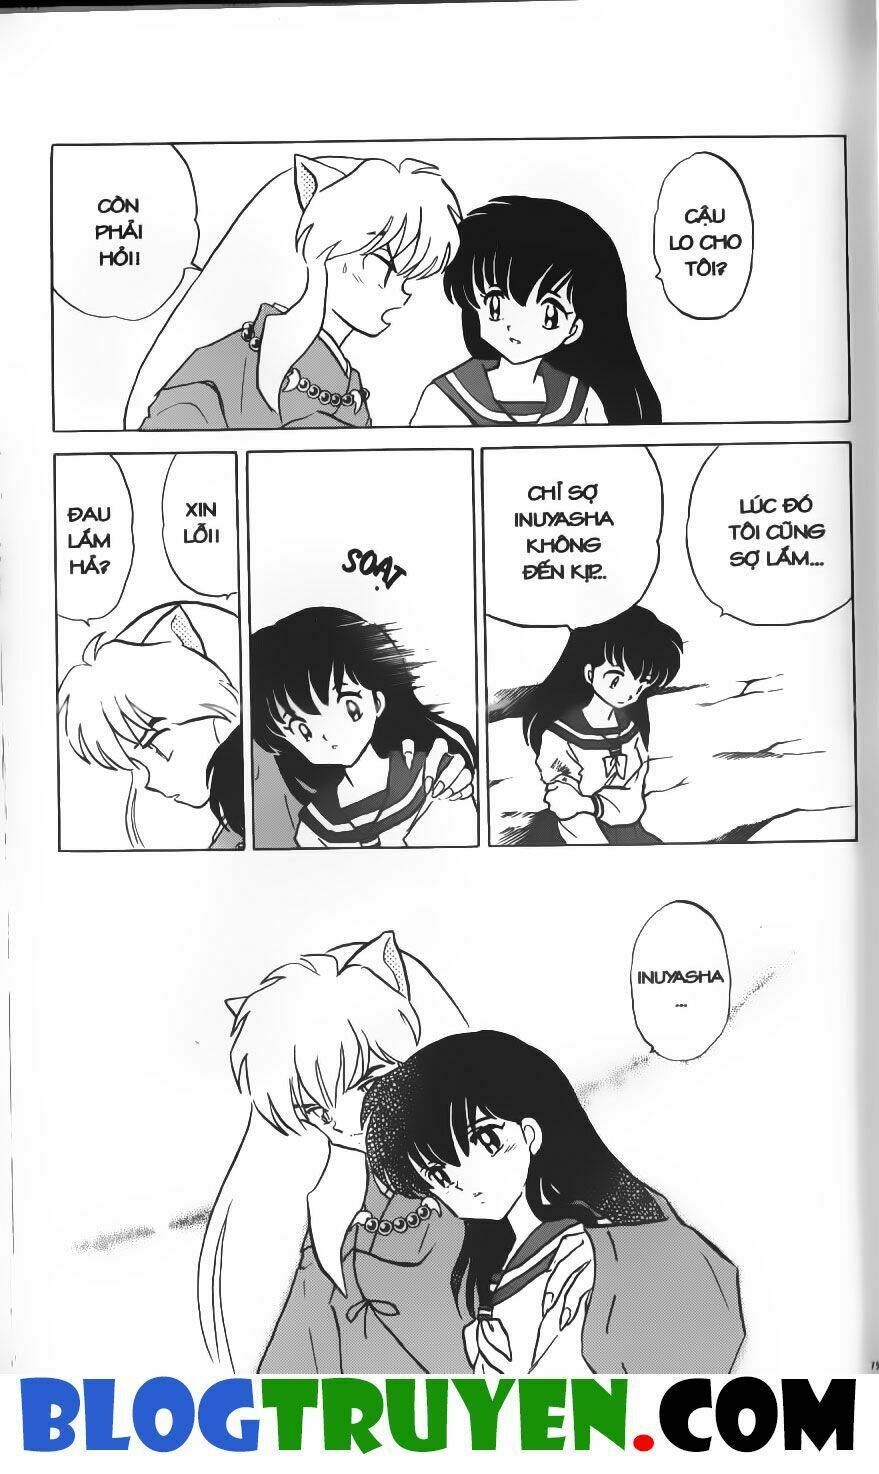 CẬU
LO CHO
TÔI?
CÒN
PHẢI
HỎI!
LÚC ĐÓ
TÔI CŨNG
SỢ LẮM...
CHỈ SỢ
INUYASHA
KHÔNG
ĐẾN KỊP...
SOẠT
XIN
LỖI!
ĐAU
LẮM
HẢ?
INUYASHA
...
BLOGTRUYEN.COM